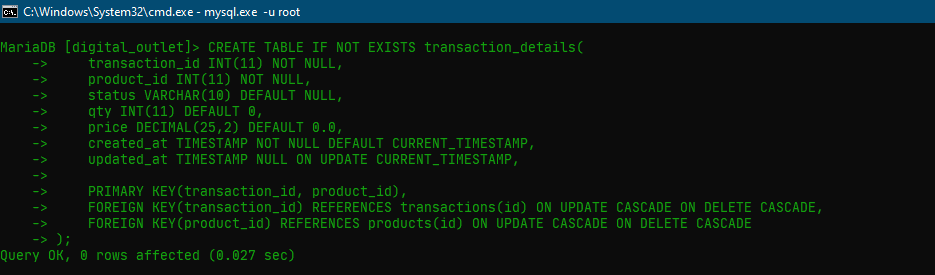 C:\Windows\System32\cmd.exe - mysql.exe -u root
MariaDB [digital_outlet]> CREATE TABLE IF NOT EXISTS transaction_details(
    ->     transaction_id INT(11) NOT NULL,
    ->     product_id INT(11) NOT NULL,
    ->     status VARCHAR(10) DEFAULT NULL,
    ->     qty INT(11) DEFAULT 0,
    ->     price DECIMAL(25,2) DEFAULT 0.0,
    ->     created_at TIMESTAMP NOT NULL DEFAULT CURRENT_TIMESTAMP,
    ->     updated_at TIMESTAMP NULL ON UPDATE CURRENT_TIMESTAMP,
    ->
    ->     PRIMARY KEY(transaction_id, product_id),
    ->     FOREIGN KEY(transaction_id) REFERENCES transactions(id) ON UPDATE CASCADE ON DELETE CASCADE,
    ->     FOREIGN KEY(product_id) REFERENCES products(id) ON UPDATE CASCADE ON DELETE CASCADE
    -> );
Query OK, 0 rows affected (0.027 sec)